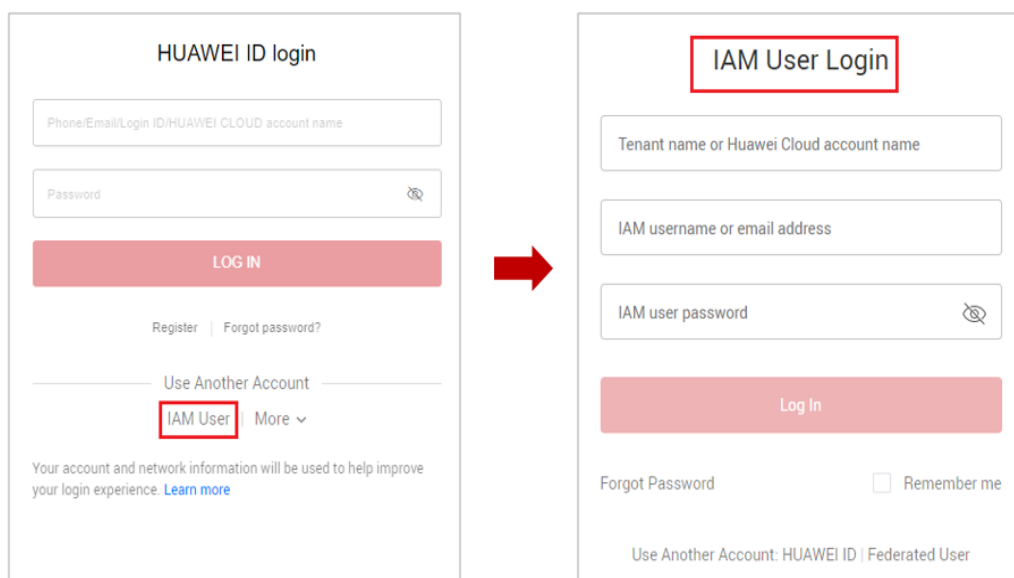 HUAWEI ID login
Phone/Email/Login ID/HUAWEI CLOUD account name
Password
LOG IN
Register | Forgot password?
Use Another Account
IAM User | More
Your account and network information will be used to help improve
your login experience. Learn more
IAM User Login
Tenant name or Huawei Cloud account name
IAM username or email address
IAM user password
Log In
Forgot Password
Remember me
Use Another Account: HUAWEI ID | Federated User